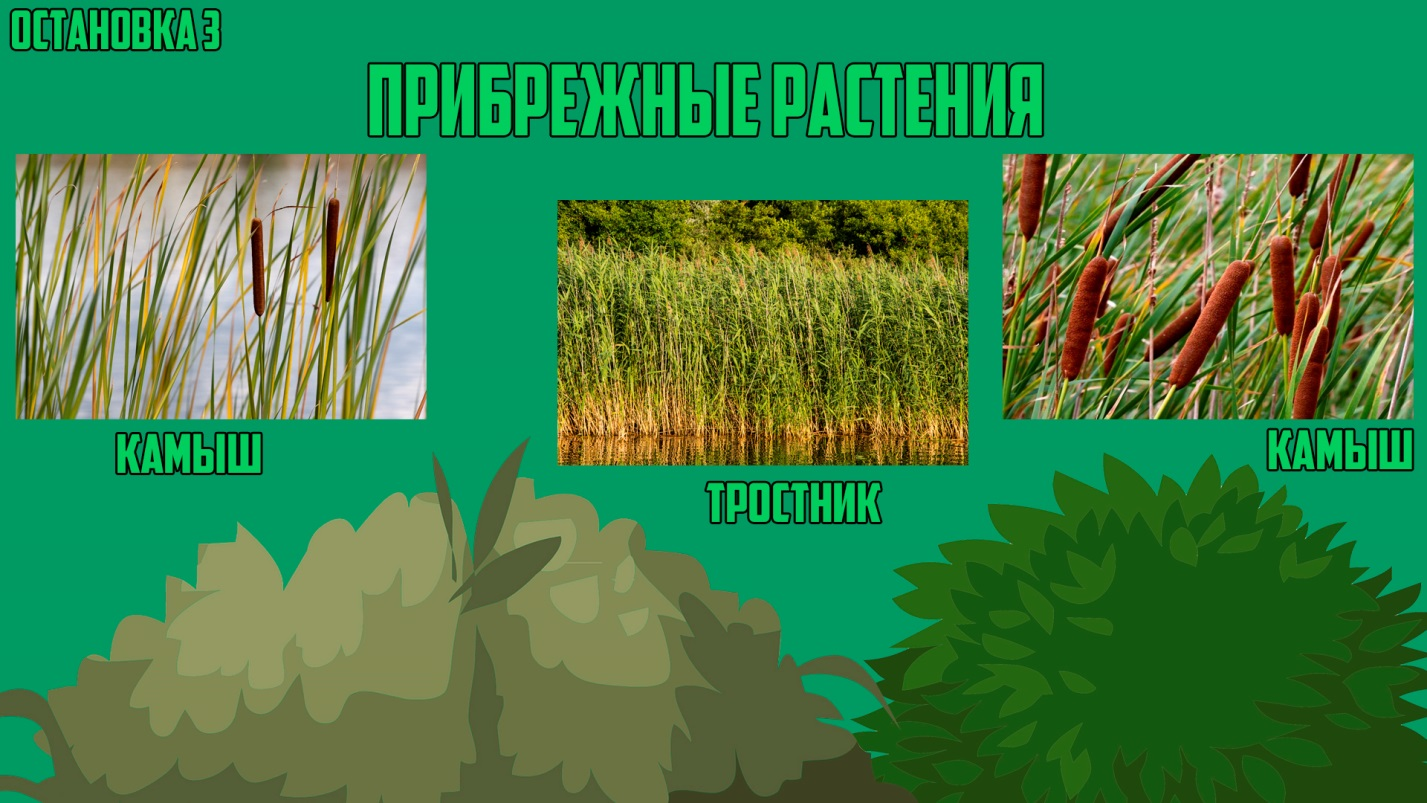 ОСТАНОВКА 3
ПРИБРЕЖНЫЕ РАСТЕНИЯ
КАМЫШ
ТРОСТНИК
КАМЫШ